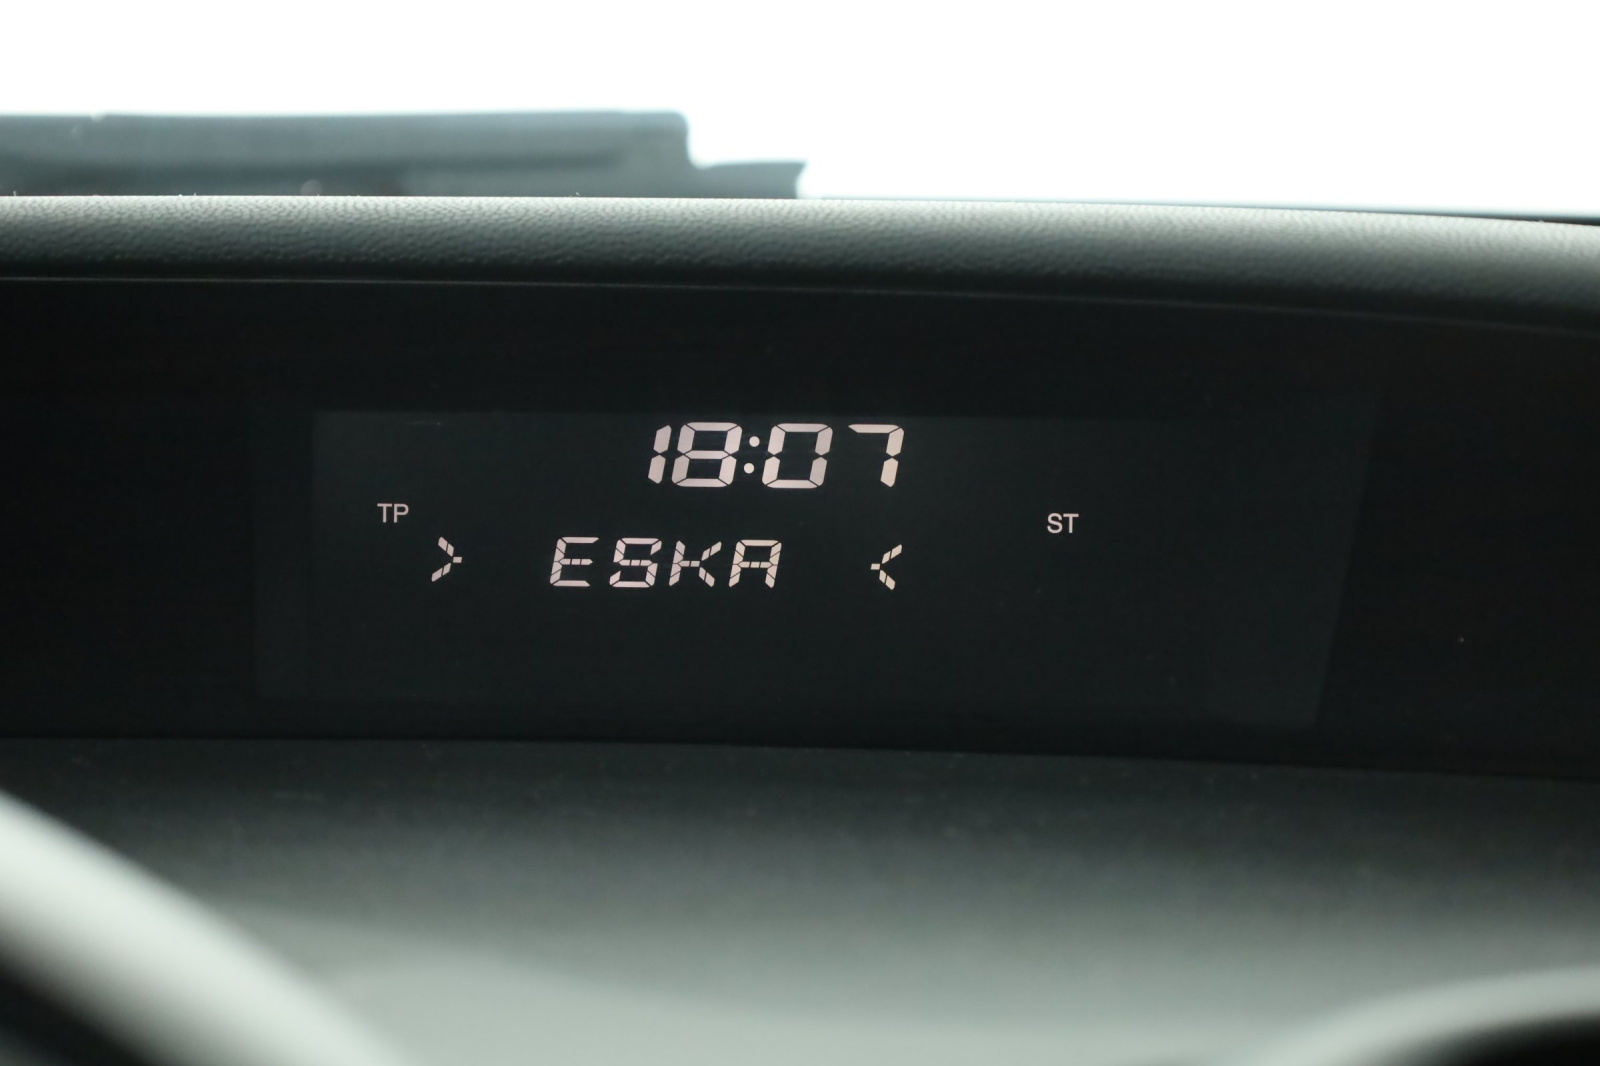 18:07
TP ST
> ESKA <